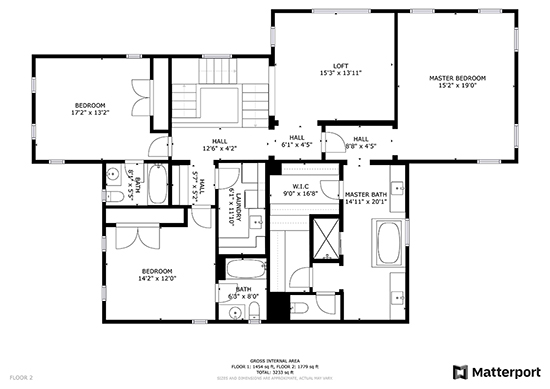 LOFT
15'3" x 13'11"
MASTER BEDROOM
15'2" x 19'0"
BEDROOM
17'2" x 13'2"
HALL
12'6" x 4'2"
HALL
6'1" x 4'5"
HALL
8'8" x 4'5"
BATH
8'4" x 5'5"
HALL
5'7" x 5'2"
LAUNDRY
6'1" x 11'10"
W.I.C
9'0" x 16'8"
MASTER BATH
14'11" x 20'1"
BEDROOM
14'2" x 12'0"
BATH
6'3" x 8'0"
GROSS INTERNAL AREA
FLOOR 1: 1454 sq ft, FLOOR 2: 1779 sq ft
TOTAL: 3233 sq ft
SIZES AND DIMENSIONS ARE APPROXIMATE, ACTUAL MAY VARY.
FLOOR 2
Matterport